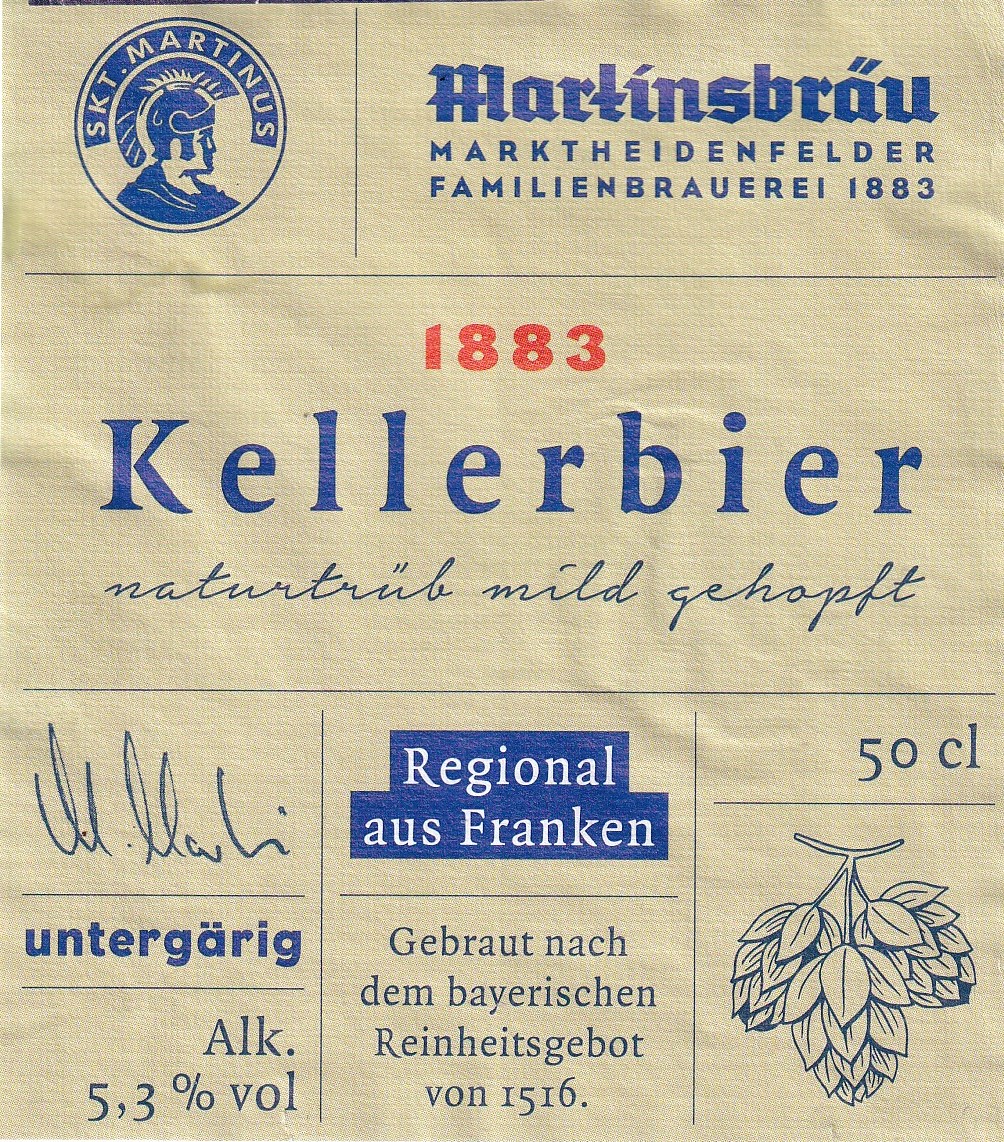 SKT. MARTINUS
Martinsbräu
MARKTHEIDENFELDER
FAMILIENBRAUEREI 1883
1883
Kellerbier
naturtrüb mild gehopft
M. Martin
Regional
aus Franken
50 cl
untergärig
Gebraut nach
dem bayerischen
Reinheitsgebot
von 1516.
Alk.
5,3 % vol